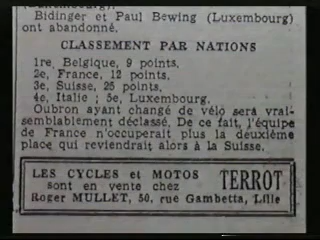 Bidinger et Paul Bewing (Luxembourg)
ont abandonné.
CLASSEMENT PAR NATIONS
1re, Belgique, 9 points.
2e, France, 12 points.
3e, Suisse, 25 points.
4e, Italie ; 5e, Luxembourg.
Oubron ayant changé de vélo sera vrai-
semblablement déclassé. De ce fait, l'équipe
de France n'occuperait plus la deuxième
place qui reviendrait alors à la Suisse.
LES CYCLES et MOTOS TERROT
sont en vente chez
Roger MULLET, 50, rue Gambetta, Lille